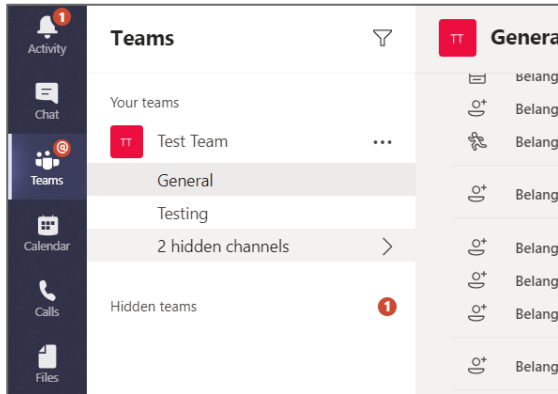 1
Activity
Chat
@
Teams
Calendar
Calls
Files
Teams
Your teams
TT Test Team ...
General
Testing
2 hidden channels
Hidden teams 1
TT Genera
Belang
Belang
Belang
Belang
Belang
Belang
Belang
Belang